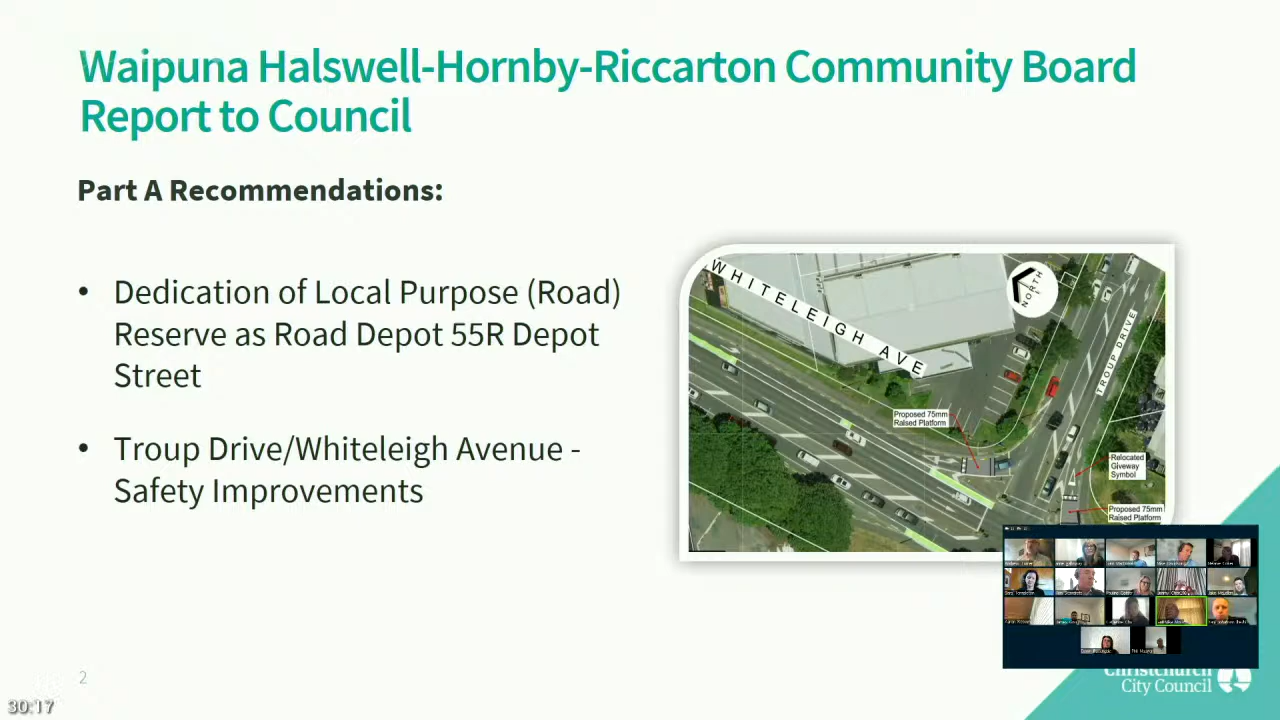 Waipuna Halswell-Hornby-Riccarton Community Board
Report to Council
Part A Recommendations:
• Dedication of Local Purpose (Road)
Reserve as Road Depot 55R Depot
Street
• Troup Drive/Whiteleigh Avenue -
Safety Improvements
WHITELEIGH AVE
NORTH
TROUP DRIVE
Proposed 75mm
Raised Platform
Relocated
Giveway
Symbol
Proposed 75mm
Raised Platform
2
30:17
Christchurch
City Council